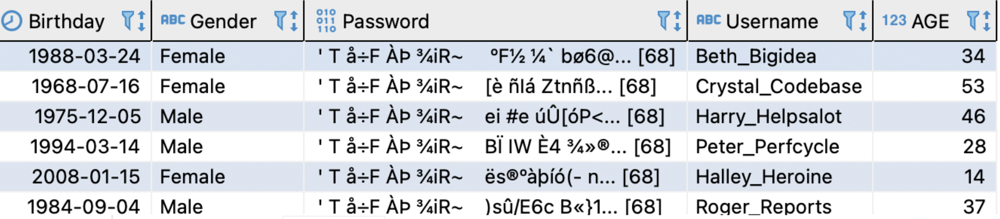 Birthday ABC Gender 010 011 110 Password ABC Username 123 AGE
1988-03-24 Female ' T å÷F ÀÞ ¾iR~ ºF½ ¼` bø6@... [68] Beth_Bigidea 34
1968-07-16 Female ' T å÷F ÀÞ ¾iR~ [è ñlá Ztnñß... [68] Crystal_Codebase 53
1975-12-05 Male ' T å÷F ÀÞ ¾iR~ ei #e úÛ[óP<... [68] Harry_Helpsalot 46
1994-03-14 Male ' T å÷F ÀÞ ¾iR~ BÏ IW È4 ¾»®... [68] Peter_Perfcycle 28
2008-01-15 Female ' T å÷F ÀÞ ¾iR~ ës®ºàþíó(- n... [68] Halley_Heroine 14
1984-09-04 Male ' T å÷F ÀÞ ¾iR~ )sû/E6c B«}1... [68] Roger_Reports 37